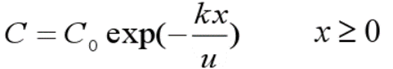 C = C₀ exp(-kx/u) x ≥ 0